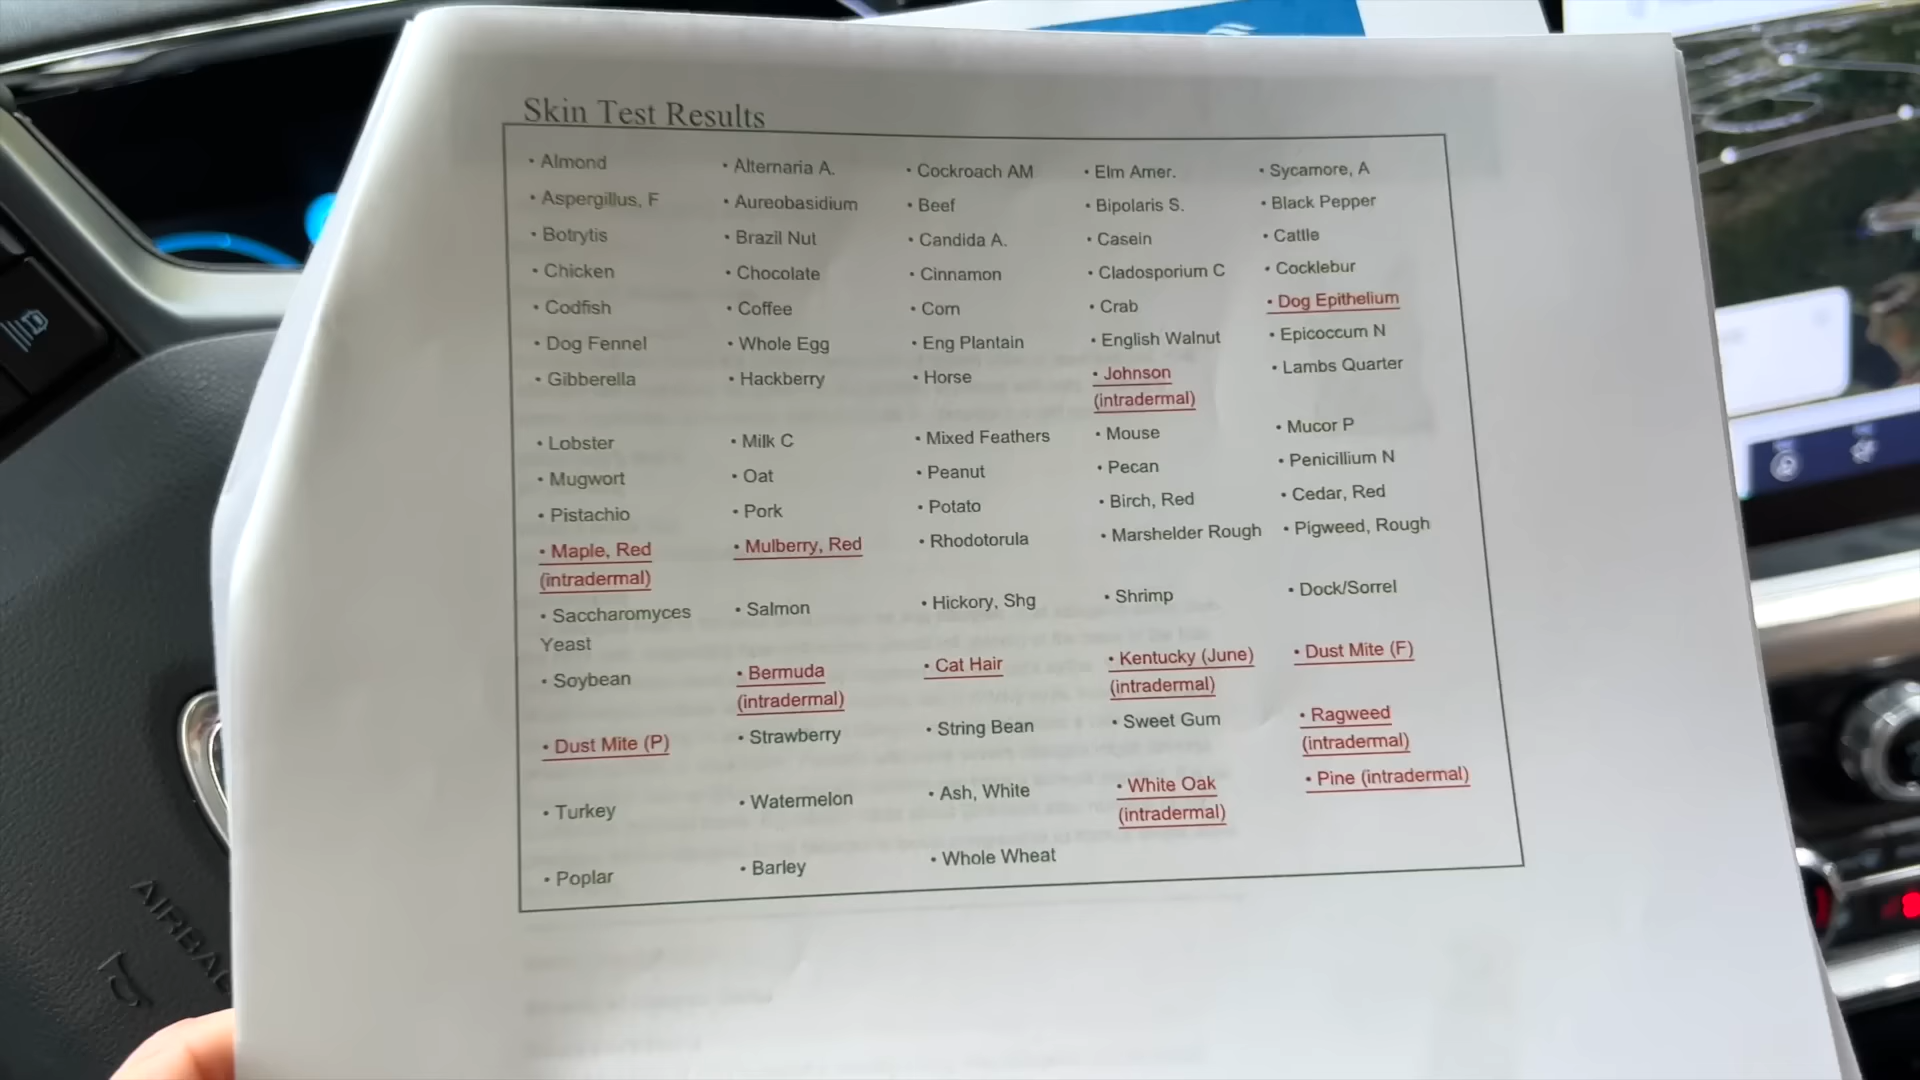 Skin Test Results
• Almond • Alternaria A. • Cockroach AM • Elm Amer. • Sycamore, A
• Aspergillus, F • Aureobasidium • Beef • Bipolaris S. • Black Pepper
• Botrytis • Brazil Nut • Candida A. • Casein • Cattle
• Chicken • Chocolate • Cinnamon • Cladosporium C • Cocklebur
• Codfish • Coffee • Corn • Crab • Dog Epithelium
• Dog Fennel • Whole Egg • Eng Plantain • English Walnut • Epicoccum N
• Gibberella • Hackberry • Horse • Johnson • Lambs Quarter
(intradermal)
• Lobster • Milk C • Mixed Feathers • Mouse • Mucor P
• Mugwort • Oat • Peanut • Pecan • Penicillium N
• Pistachio • Pork • Potato • Birch, Red • Cedar, Red
• Maple, Red • Mulberry, Red • Rhodotorula • Marshelder Rough • Pigweed, Rough
(intradermal)
• Saccharomyces • Salmon • Hickory, Shg • Shrimp • Dock/Sorrel
Yeast
• Soybean • Bermuda • Cat Hair • Kentucky (June) • Dust Mite (F)
(intradermal) (intradermal)
• Dust Mite (P) • Strawberry • String Bean • Sweet Gum • Ragweed
(intradermal)
• Turkey • Watermelon • Ash, White • White Oak • Pine (intradermal)
(intradermal)
• Poplar • Barley • Whole Wheat
AIRBAG